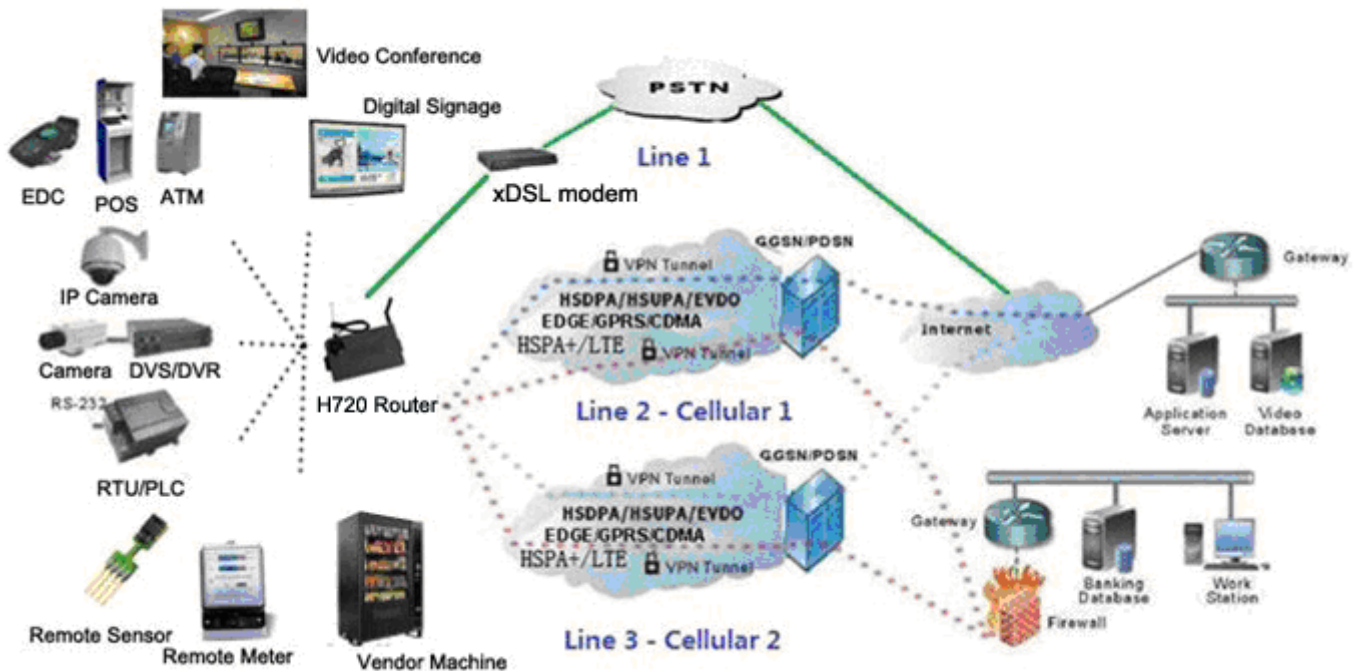 Video Conference
Digital Signage
PSTN
Line 1
xDSL modem
EDC
POS
ATM
IP Camera
Camera
DVS/DVR
RS-232
RTU/PLC
H720 Router
Remote Sensor
Remote Meter
Vendor Machine
GGSN/PDSN
VPN Tunnel
HSDPA/HSUPA/EVDO
EDGE/GPRS/CDMA
HSPA+/LTE
VPN Tunnel
Line 2 - Cellular 1
GGSN/PDSN
VPN Tunnel
HSDPA/HSUPA/EVDO
EDGE/GPRS/CDMA
HSPA+/LTE
VPN Tunnel
Line 3 - Cellular 2
Internet
Gateway
Application
Server
Video
Database
Gateway
Banking
Database
Work
Station
Firewall